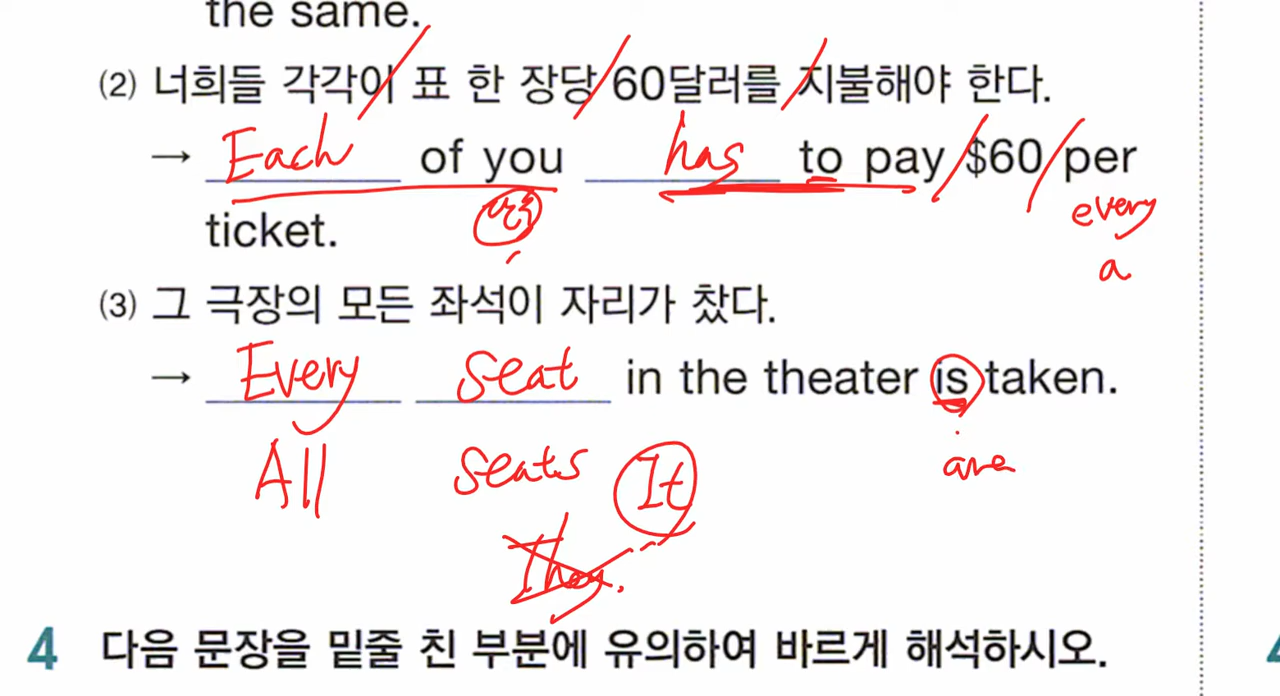 the same.
(2) 너희들 각각이 표 한 장당 60달러를 지불해야 한다.
→ Each of you has to pay $60 per
every
ticket.
a
(3) 그 극장의 모든 좌석이 자리가 찼다.
→ Every seat in the theater is taken.
All seats It are
They.
4 다음 문장을 밑줄 친 부분에 유의하여 바르게 해석하시오.